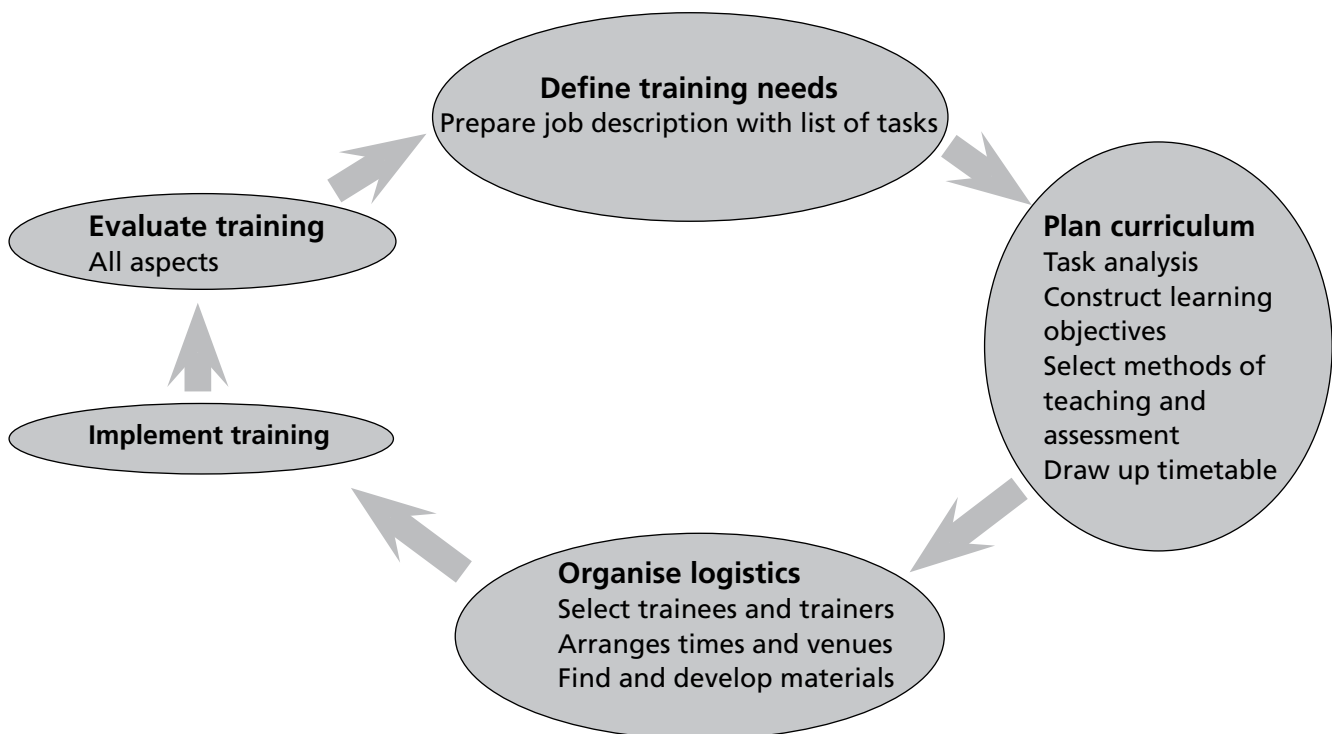 Define training needs
Prepare job description with list of tasks
Plan curriculum
Task analysis
Construct learning
objectives
Select methods of
teaching and
assessment
Draw up timetable
Organise logistics
Select trainees and trainers
Arranges times and venues
Find and develop materials
Implement training
Evaluate training
All aspects